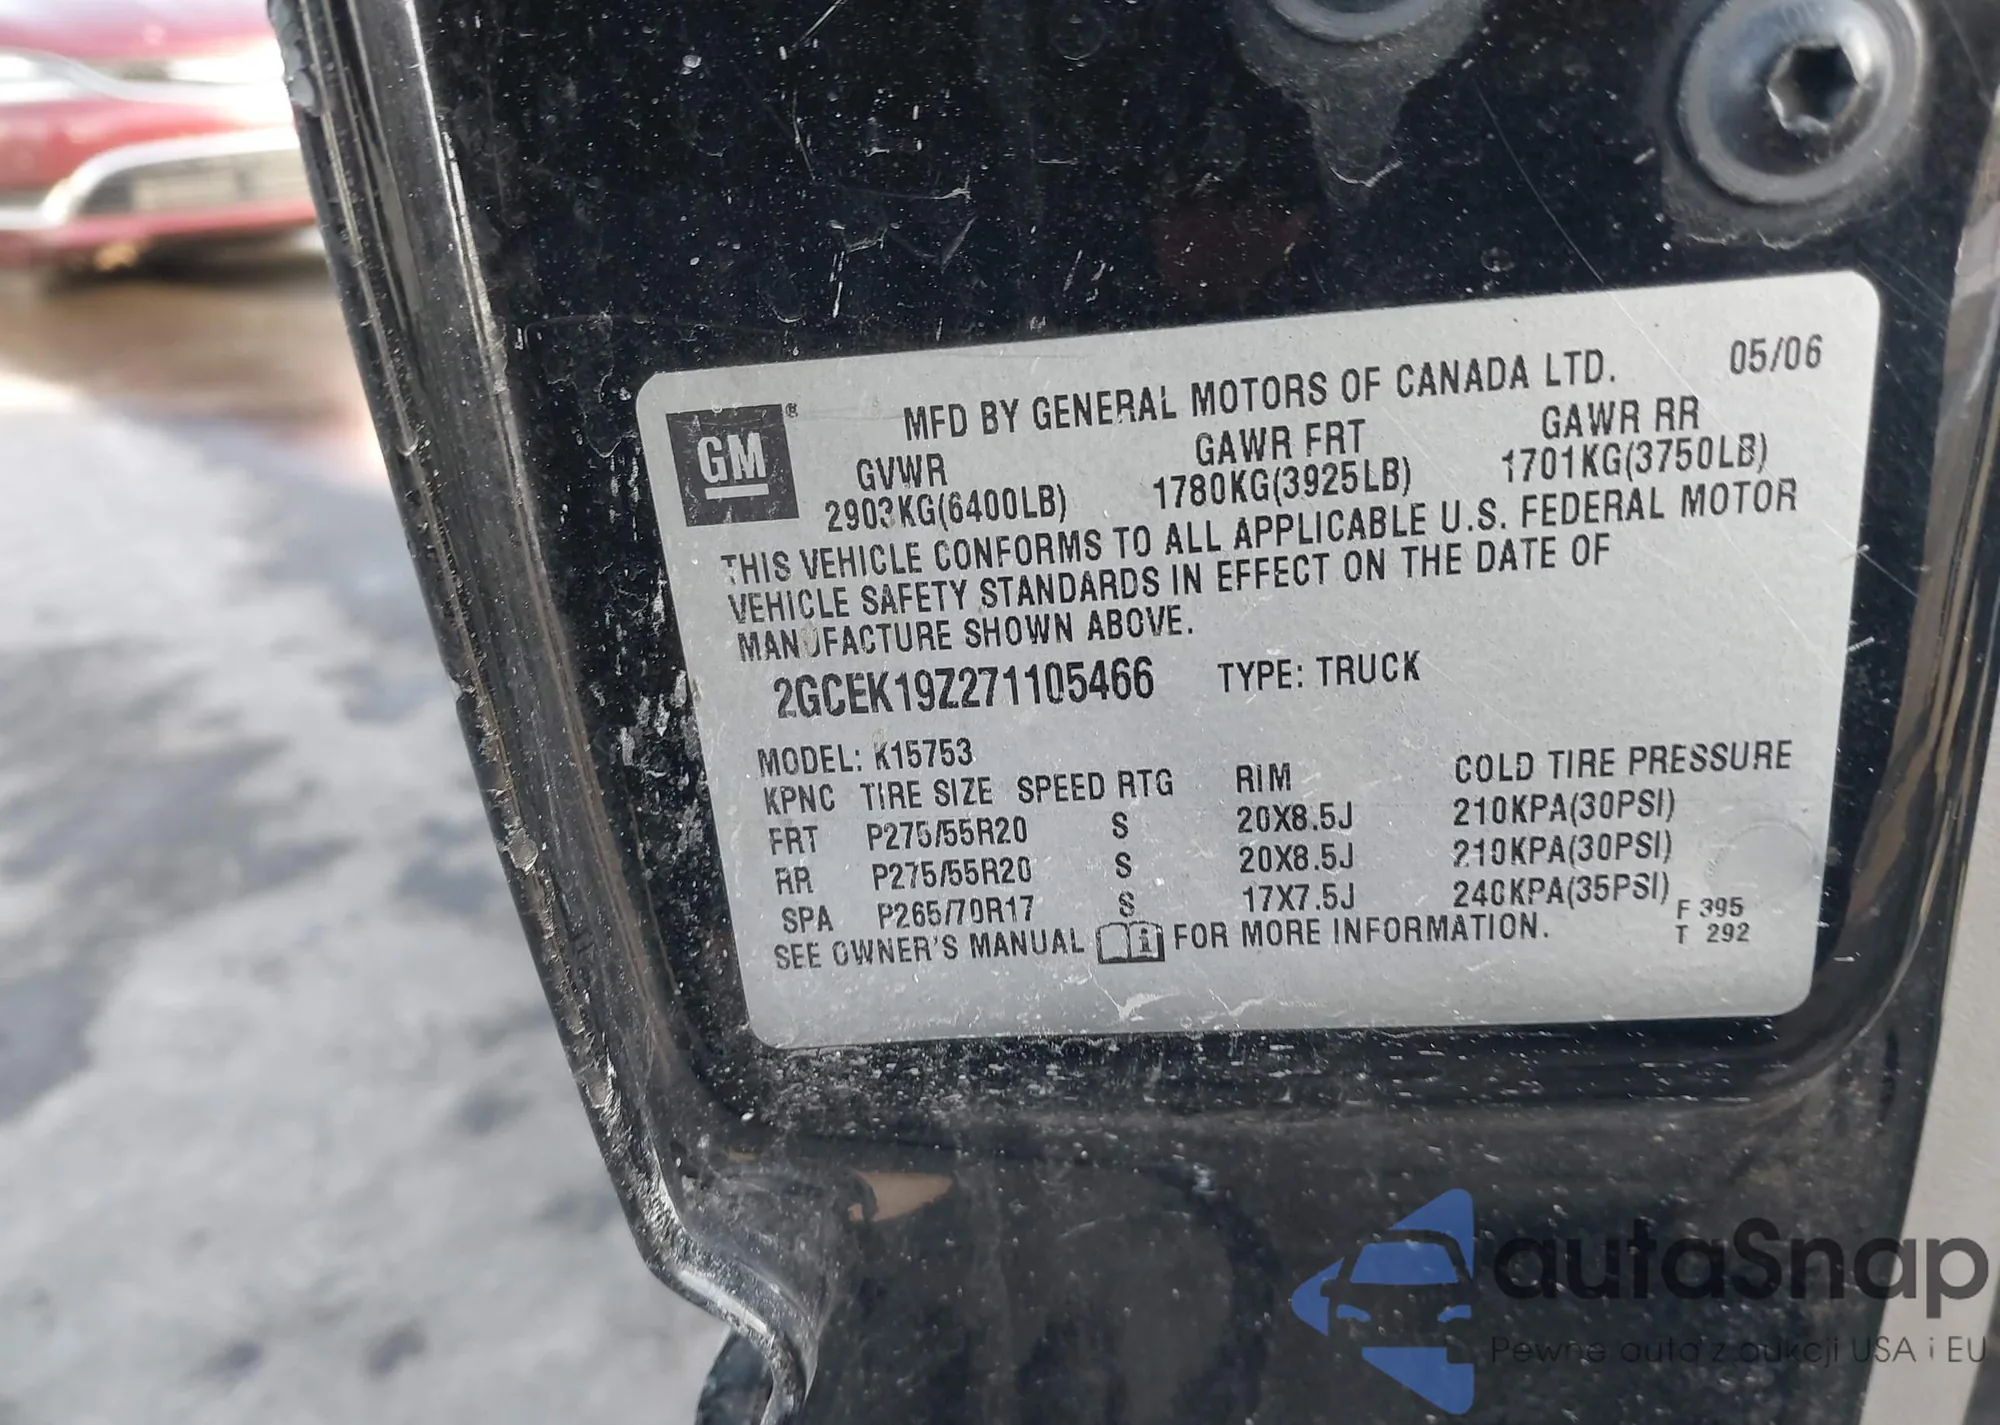 MFD BY GENERAL MOTORS OF CANADA LTD. 05/06
GM®
GVWR GAWR FRT GAWR RR
2903KG(6400LB) 1780KG(3925LB) 1701KG(3750LB)
THIS VEHICLE CONFORMS TO ALL APPLICABLE U.S. FEDERAL MOTOR
VEHICLE SAFETY STANDARDS IN EFFECT ON THE DATE OF
MANUFACTURE SHOWN ABOVE.
2GCEK19Z271105466 TYPE: TRUCK
MODEL: K15753
KPNC TIRE SIZE SPEED RTG RIM COLD TIRE PRESSURE
FRT P275/55R20 S 20X8.5J 210KPA(30PSI)
RR P275/55R20 S 20X8.5J 210KPA(30PSI)
SPA P265/70R17 S 17X7.5J 240KPA(35PSI)
SEE OWNER'S MANUAL FOR MORE INFORMATION.
F 395
T 292
autaSnap
Pewne auta z aukcji USA i EU